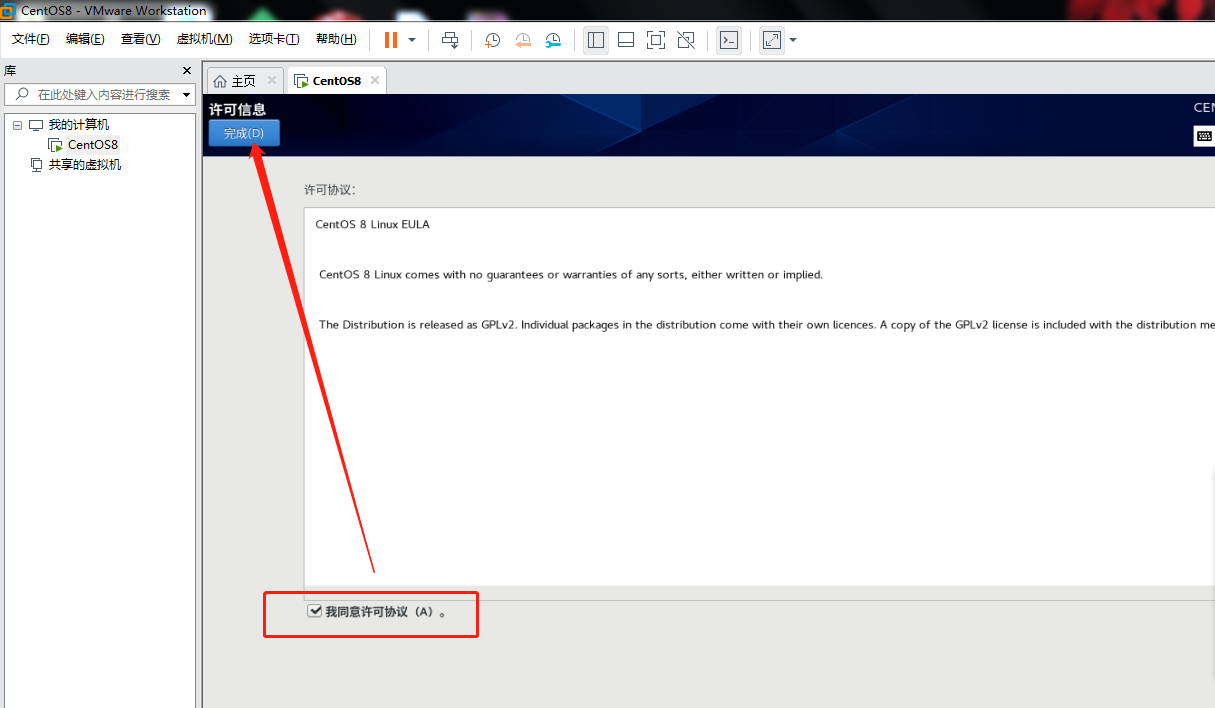 CentOS8 - VMware Workstation
文件(F) 编辑(E) 查看(V) 虚拟机(M) 选项卡(T) 帮助(H)
库
在此处键入内容进行搜索
我的计算机
CentOS8
共享的虚拟机
主页 CentOS8
许可信息
完成(D)
CEN
许可协议：
CentOS 8 Linux EULA
CentOS 8 Linux comes with no guarantees or warranties of any sorts, either written or implied.
The Distribution is released as GPLv2. Individual packages in the distribution come with their own licences. A copy of the GPLv2 license is included with the distribution me
我同意许可协议（A）。